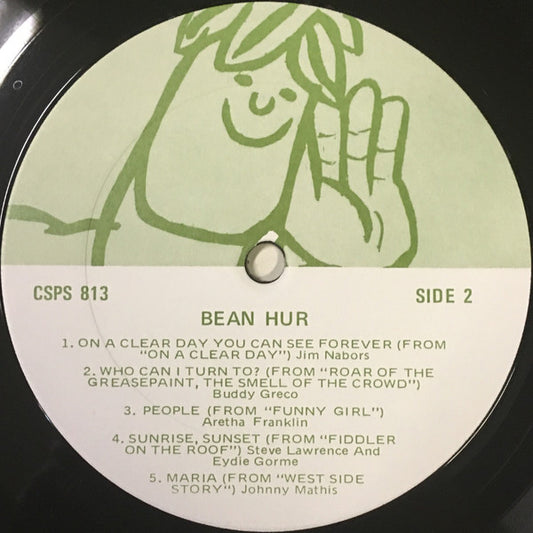 CSPS 813
SIDE 2
BEAN HUR
1. ON A CLEAR DAY YOU CAN SEE FOREVER (FROM
"ON A CLEAR DAY") Jim Nabors
2. WHO CAN I TURN TO? (FROM "ROAR OF THE
GREASEPAINT, THE SMELL OF THE CROWD")
Buddy Greco
3. PEOPLE (FROM "FUNNY GIRL")
Aretha Franklin
4. SUNRISE, SUNSET (FROM "FIDDLER
ON THE ROOF") Steve Lawrence And
Eydie Gorme
5. MARIA (FROM "WEST SIDE
STORY") Johnny Mathis